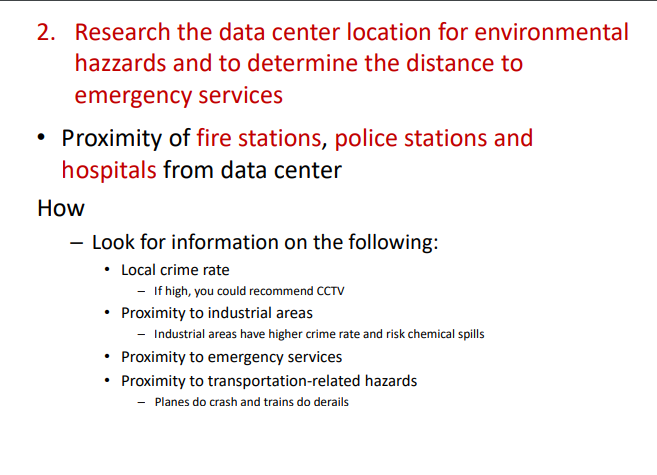 2. Research the data center location for environmental
hazzards and to determine the distance to
emergency services
• Proximity of fire stations, police stations and
hospitals from data center
How
– Look for information on the following:
• Local crime rate
– If high, you could recommend CCTV
• Proximity to industrial areas
– Industrial areas have higher crime rate and risk chemical spills
• Proximity to emergency services
• Proximity to transportation-related hazards
– Planes do crash and trains do derails